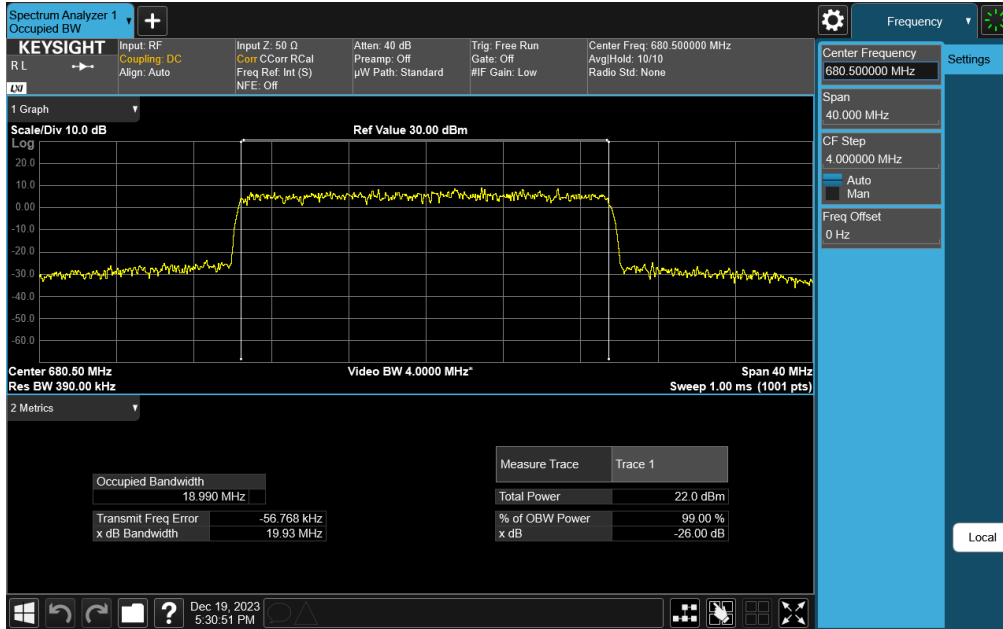 Spectrum Analyzer 1
Occupied BW
Frequency
KEYSIGHT
R L
LXI
Input: RF
Coupling: DC
Align: Auto
Input Z: 50 Ω
Corr CCorr RCal
Freq Ref: Int (S)
NFE: Off
Atten: 40 dB
Preamp: Off
µW Path: Standard
Trig: Free Run
Gate: Off
#IF Gain: Low
Center Freq: 680.500000 MHz
Avg|Hold: 10/10
Radio Std: None
Center Frequency
680.500000 MHz
Settings
Span
40.000 MHz
CF Step
4.000000 MHz
Auto
Man
Freq Offset
0 Hz
Local
1 Graph
Scale/Div 10.0 dB
Ref Value 30.00 dBm
Log
20.0
10.0
0.00
-10.0
-20.0
-30.0
-40.0
-50.0
-60.0
Center 680.50 MHz
Video BW 4.0000 MHz*
Span 40 MHz
Res BW 390.00 kHz
Sweep 1.00 ms (1001 pts)
2 Metrics
Measure Trace Trace 1
Occupied Bandwidth
18.990 MHz
Total Power 22.0 dBm
Transmit Freq Error -56.768 kHz
% of OBW Power 99.00 %
x dB Bandwidth 19.93 MHz
x dB -26.00 dB
?
Dec 19, 2023
5:30:51 PM